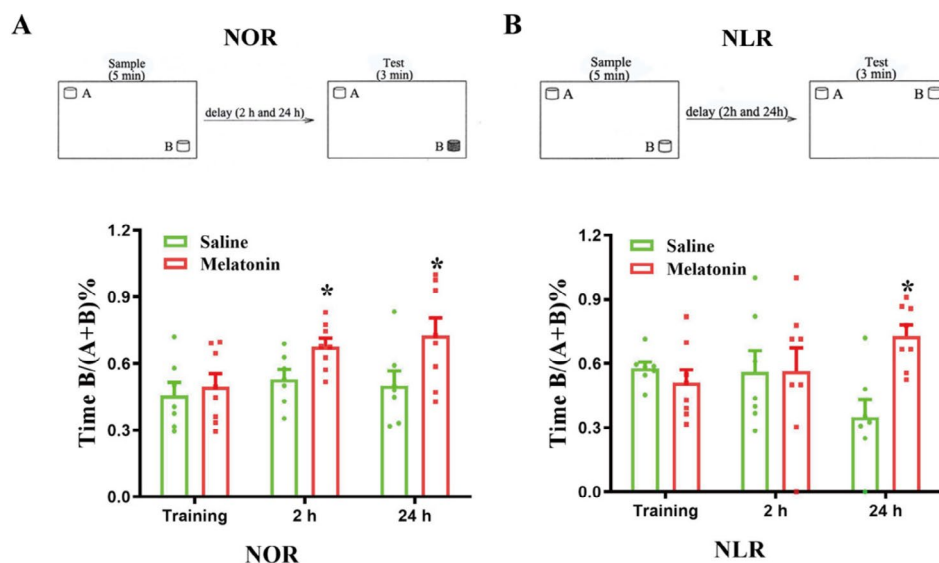 A
NOR
Sample
(5 min)
Test
(3 min)
A
delay (2 h and 24 h)
B
A
B
1.2
0.9
0.6
0.3
0.0
Time B/(A+B)%
Saline
Melatonin
*
*
Training
2 h
24 h
NOR
B
NLR
Sample
(5 min)
Test
(3 min)
A
delay (2h and 24h)
B
A
B
1.2
0.9
0.6
0.3
0.0
Time B/(A+B)%
Saline
Melatonin
*
Training
2 h
24 h
NLR